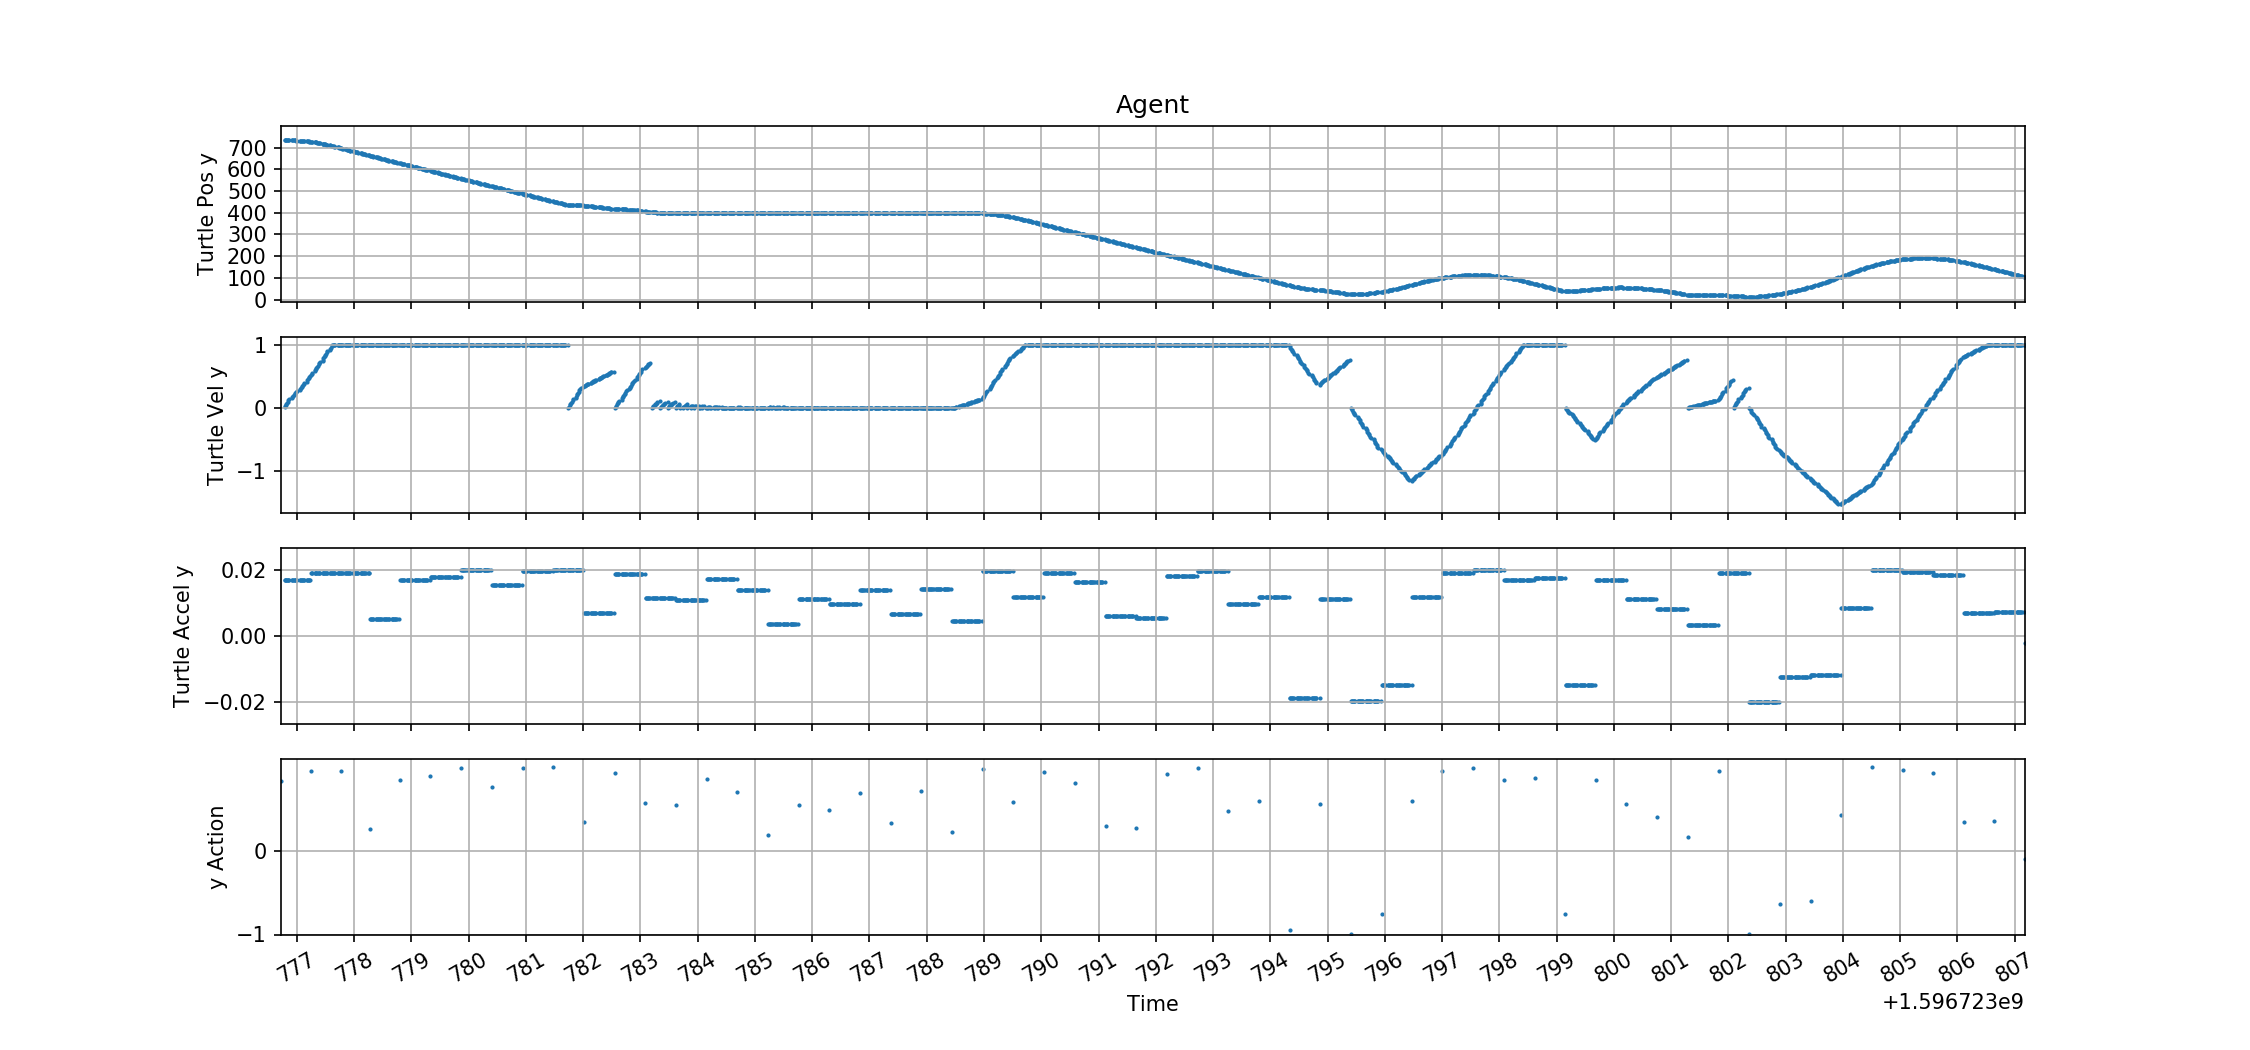 Agent
Turtle Pos y
700
600
500
400
300
200
100
0
Turtle Vel y
1
0
−1
Turtle Accel y
0.02
0.00
−0.02
y Action
0
−1
777 778 779 780 781 782 783 784 785 786 787 788 789 790 791 792 793 794 795 796 797 798 799 800 801 802 803 804 805 806 807
Time
+1.596723e9